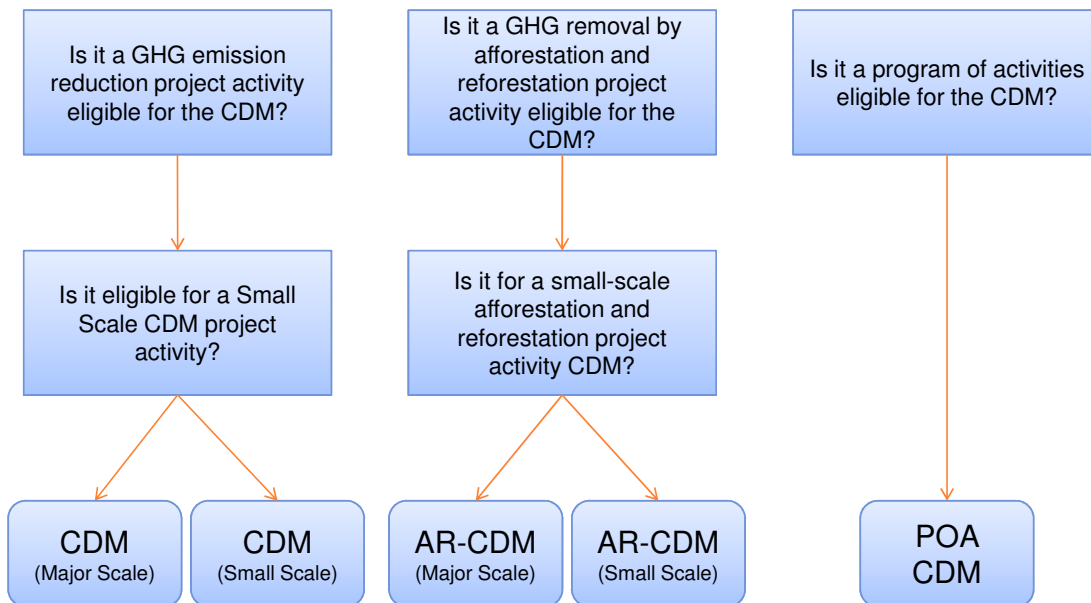 Is it a GHG emission
reduction project activity
eligible for the CDM?
Is it a GHG removal by
afforestation and
reforestation project
activity eligible for the
CDM?
Is it a program of activities
eligible for the CDM?
Is it eligible for a Small
Scale CDM project
activity?
Is it for a small-scale
afforestation and
reforestation project
activity CDM?
CDM
(Major Scale)
CDM
(Small Scale)
AR-CDM
(Major Scale)
AR-CDM
(Small Scale)
POA
CDM